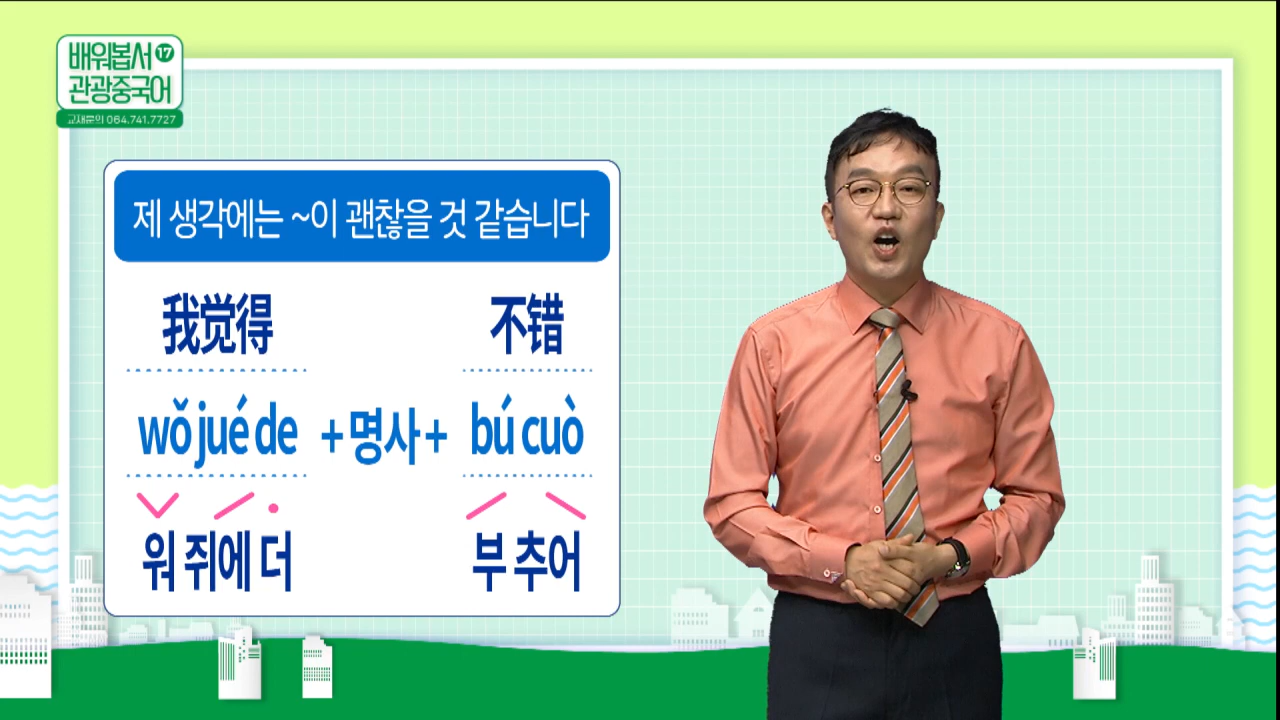 배워봅서 17
관광중국어
교재문의 064.741.7727
제 생각에는 ~이 괜찮을 것 같습니다
我觉得 不错
wǒ jué de + 명사 + bú cuò
워 쥐에 더 부 추어